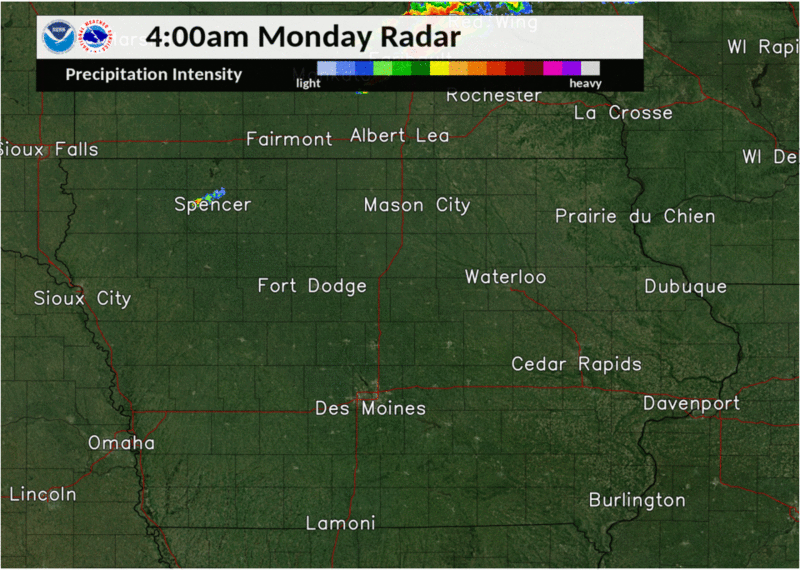 Red Wing
4:00am Monday Radar
WI Rapi
Precipitation Intensity
light
heavy
Rochester
La Crosse
Fairmont
Albert Lea
Sioux Falls
WI De
Spencer
Mason City
Prairie du Chien
Waterloo
Fort Dodge
Dubuque
Sioux City
Cedar Rapids
Davenport
Des Moines
Omaha
Lincoln
Burlington
Lamoni